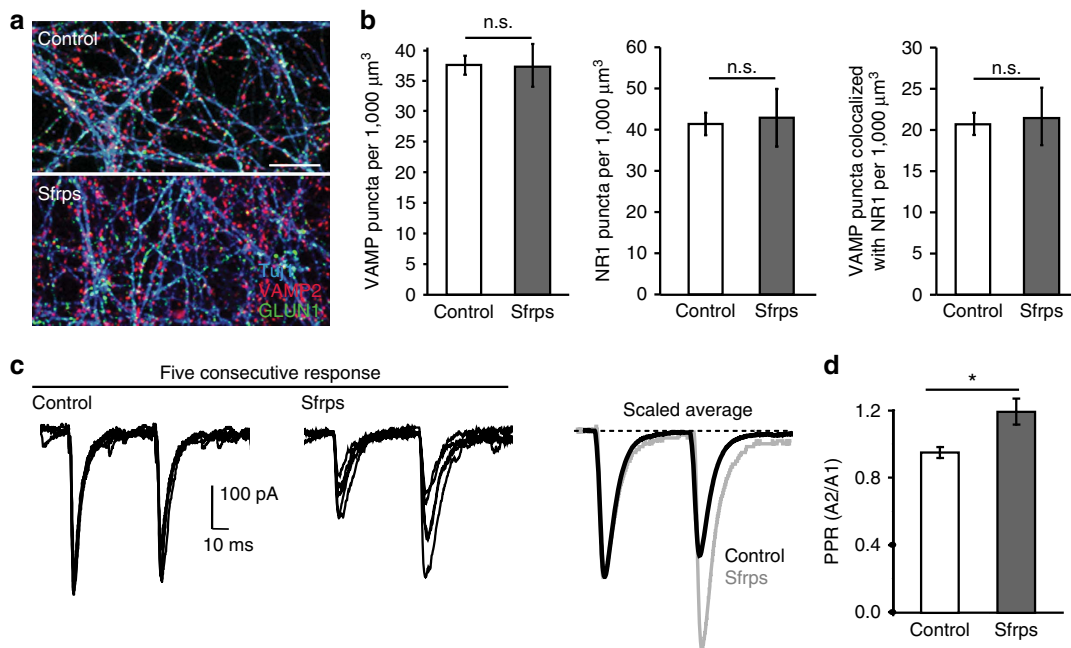 a
Control
Sfrps
Tuj1
VAMP2
GLUN1
b
n.s.
VAMP puncta per 1,000 μm³
40
35
30
25
20
15
10
5
0
Control Sfrps
n.s.
NR1 puncta per 1,000 μm³
60
50
40
30
20
10
0
Control Sfrps
n.s.
VAMP puncta colocalized
with NR1 per 1,000 μm³
30
25
20
15
10
5
0
Control Sfrps
c
Five consecutive response
Control
Sfrps
100 pA
10 ms
Scaled average
Control
Sfrps
d
*
PPR (A2/A1)
1.2
0.8
0.4
0.0
Control Sfrps